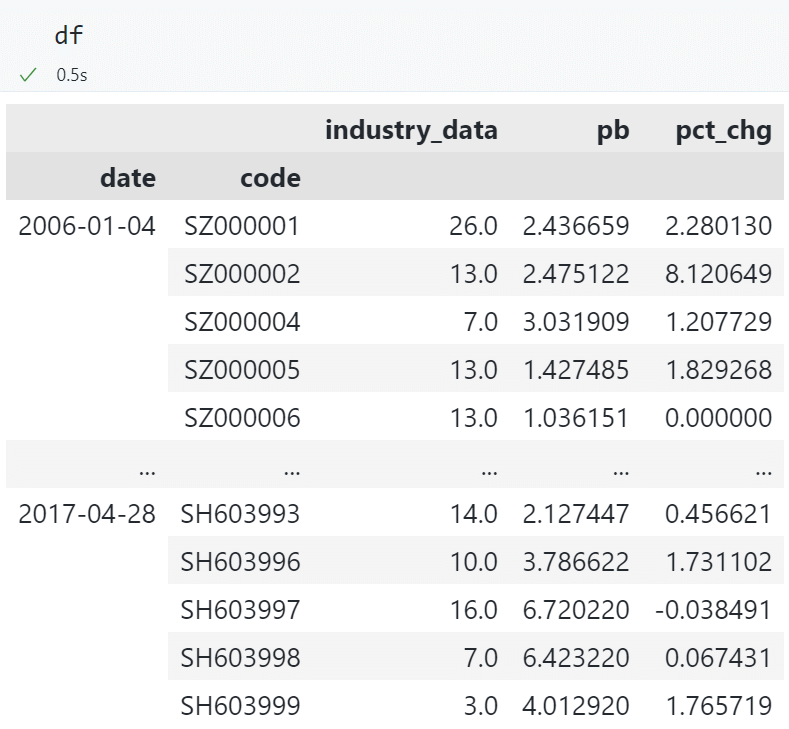 df
0.5s
industry_data pb pct_chg
date code
2006-01-04 SZ000001 26.0 2.436659 2.280130
SZ000002 13.0 2.475122 8.120649
SZ000004 7.0 3.031909 1.207729
SZ000005 13.0 1.427485 1.829268
SZ000006 13.0 1.036151 0.000000
... ... ... ... ...
2017-04-28 SH603993 14.0 2.127447 0.456621
SH603996 10.0 3.786622 1.731102
SH603997 16.0 6.720220 -0.038491
SH603998 7.0 6.423220 0.067431
SH603999 3.0 4.012920 1.765719